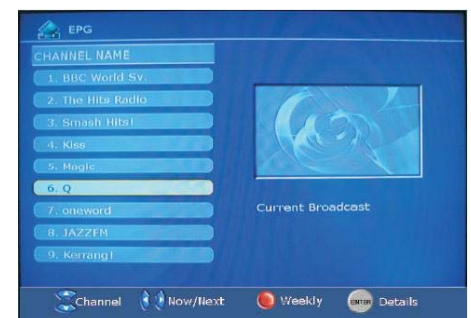 EPG
CHANNEL NAME
1. BBC World Sv.
2. The Hits Radio
3. Smash Hits!
4. Kiss
5. Magic
6. Q
7. oneword
8. JAZZFM
9. Kerrang!
Current Broadcast
Channel Now/Next Weekly ENTER Details